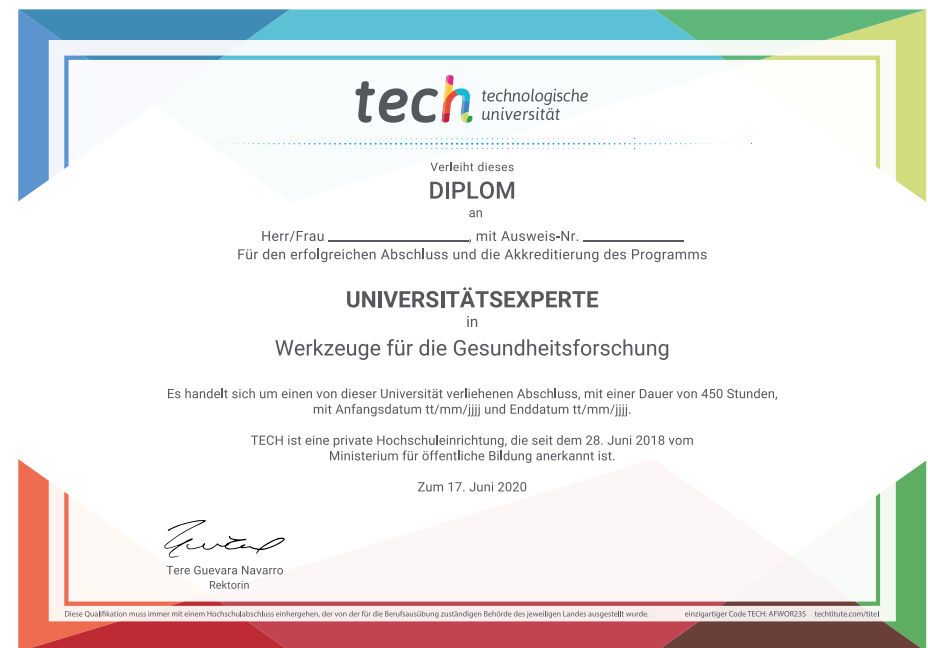 tech technologische
universität
Verleiht dieses
DIPLOM
an
Herr/Frau ____________, mit Ausweis-Nr. ____________
Für den erfolgreichen Abschluss und die Akkreditierung des Programms
UNIVERSITÄTSEXPERTE
in
Werkzeuge für die Gesundheitsforschung
Es handelt sich um einen von dieser Universität verliehenen Abschluss, mit einer Dauer von 450 Stunden,
mit Anfangsdatum tt/mm/jjjj und Enddatum tt/mm/jjjj.
TECH ist eine private Hochschuleinrichtung, die seit dem 28. Juni 2018 vom
Ministerium für öffentliche Bildung anerkannt ist.
Zum 17. Juni 2020
Tere Guevara Navarro
Rektorin
Diese Qualifikation muss immer mit einem Hochschulabschluss einhergehen, der von der für die Berufsausübung zuständigen Behörde des jeweiligen Landes ausgestellt wurde. einzigartiger Code TECH: AFWOR23S techtitute.com/titel